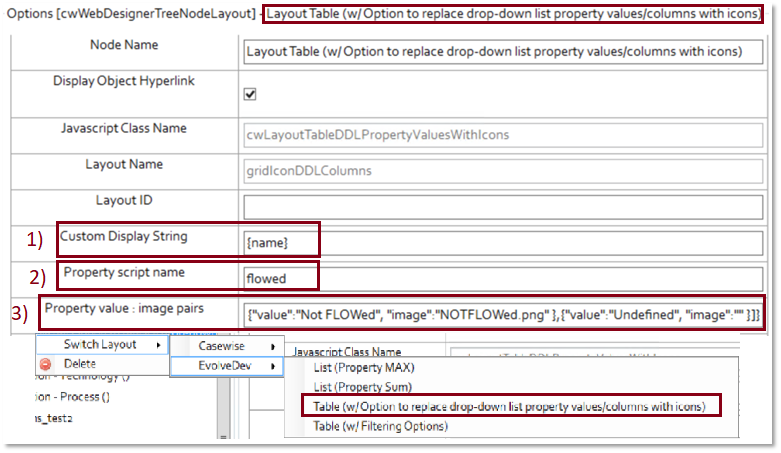 Options [cwWebDesignerTreeNodeLayout] - Layout Table (w/ Option to replace drop-down list property values/columns with icons)
Node Name Layout Table (w/ Option to replace drop-down list property values/columns with icons)
Display Object Hyperlink
Javascript Class Name cwLayoutTableDDLPropertyValuesWithIcons
Layout Name gridIconDDLColumns
Layout ID
1) Custom Display String {name}
2) Property script name flowed
3) Property value : image pairs {"value":"Not FLOWed", "image":"NOTFLOWed.png" },{"value":"Undefined", "image":"" }]}
Switch Layout Casewise
Delete EvolveDev
Javascript Class Name
List (Property MAX)
List (Property Sum)
Table (w/ Option to replace drop-down list property values/columns with icons)
Table (w/ Filtering Options)
on - Technology ()
ion - Process ()
ns_test2